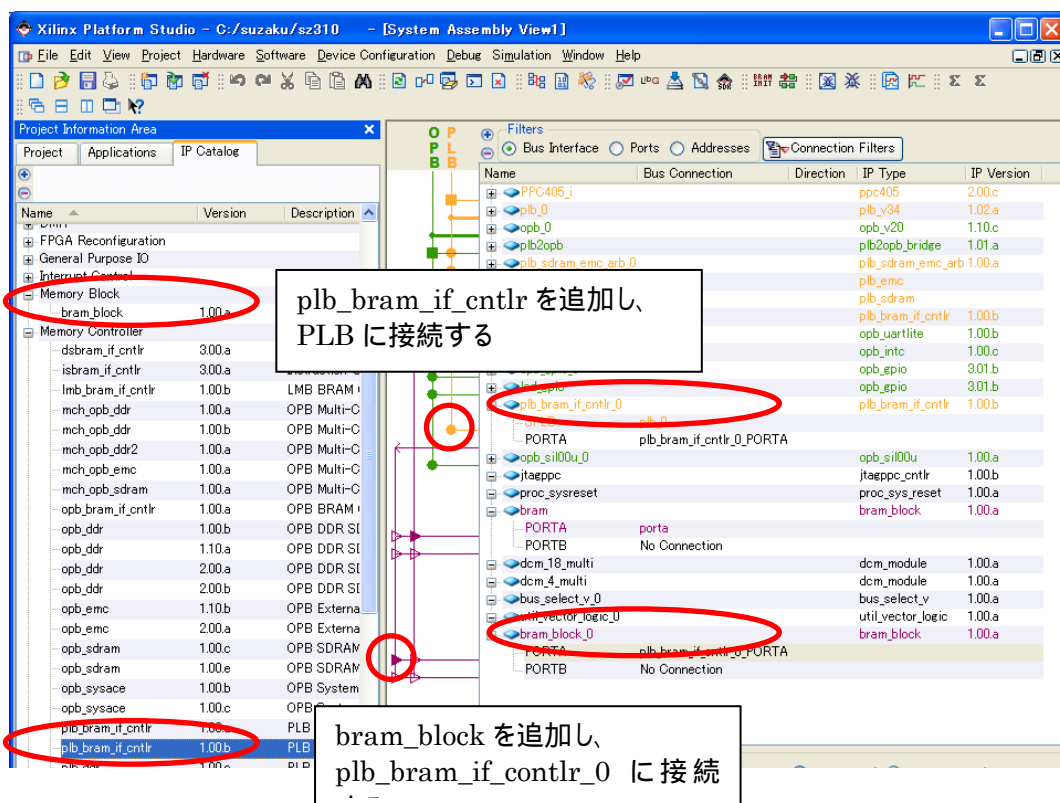 Xilinx Platform Studio - C:/suzaku/sz310 - [System Assembly View1]
File Edit View Project Hardware Software Device Configuration Debug Simulation Window Help
Project Information Area
Project Applications IP Catalog
Name Version Description
FPGA Reconfiguration
General Purpose IO
Interrupt Control
Memory Block
bram_block 1.00.a
Memory Controller
dsbram_if_cntlr 3.00.a
isbram_if_cntlr 3.00.a
lmb_bram_if_cntlr 1.00.b LMB BRAM
mch_opb_ddr 1.00.a OPB Multi-C
mch_opb_ddr 1.00.b OPB Multi-C
mch_opb_ddr2 1.00.a OPB Multi-C
mch_opb_emc 1.00.a OPB Multi-C
mch_opb_sdram 1.00.a OPB Multi-C
opb_bram_if_cntlr 1.00.a OPB BRAM
opb_ddr 1.00.b OPB DDR
opb_ddr 1.10.a OPB DDR
opb_ddr 2.00.a OPB DDR
opb_ddr 2.00.b OPB DDR
opb_emc 1.10.b OPB Externa
opb_emc 2.00.a OPB Externa
opb_sdram 1.00.c OPB SDRAM
opb_sdram 1.00.e OPB SDRAM
opb_sysace 1.00.b OPB System
opb_sysace 1.00.c OPB
plb_bram_if_cntlr 1.00.a PLB
plb_bram_if_cntlr 1.00.b PLB
OPB PLB
Filters
Bus Interface Ports Addresses Connection Filters
Name Bus Connection Direction IP Type IP Version
PPC405_i ppc405 2.00.c
plb_0 plb_v34 1.02.a
opb_0 opb_v20 1.10.c
plb2opb plb2opb_bridge 1.01.a
plb_sdram_emc_arb_0 plb_sdram_emc_arb 1.00.a
plb_emc
plb_sdram
plb_bram_if_cntlr 1.00.b
opb_uartlite 1.00.b
opb_intc 1.00.c
opb_gpio 3.01.b
led_gpio opb_gpio 3.01.b
plb_bram_if_cntlr_0 plb_bram_if_cntlr 1.00.b
SPLB plb_0
PORTA plb_bram_if_cntlr_0_PORTA
opb_sil00u_0 opb_sil00u 1.00.a
jtagppc jtagppc_cntlr 1.00.b
proc_sysreset proc_sys_reset 1.00.a
bram bram_block 1.00.a
PORTA porta
PORTB No Connection
dcm_18_multi dcm_module 1.00.a
dcm_4_multi dcm_module 1.00.a
bus_select_v_0 bus_select_v 1.00.a
util_vector_logic_0 util_vector_logic 1.00.a
bram_block_0 bram_block 1.00.a
PORTA plb_bram_if_cntlr_0_PORTA
PORTB No Connection
plb_bram_if_cntlr を追加し、
PLB に接続する
bram_block を追加し、
plb_bram_if_contlr_0 に接続